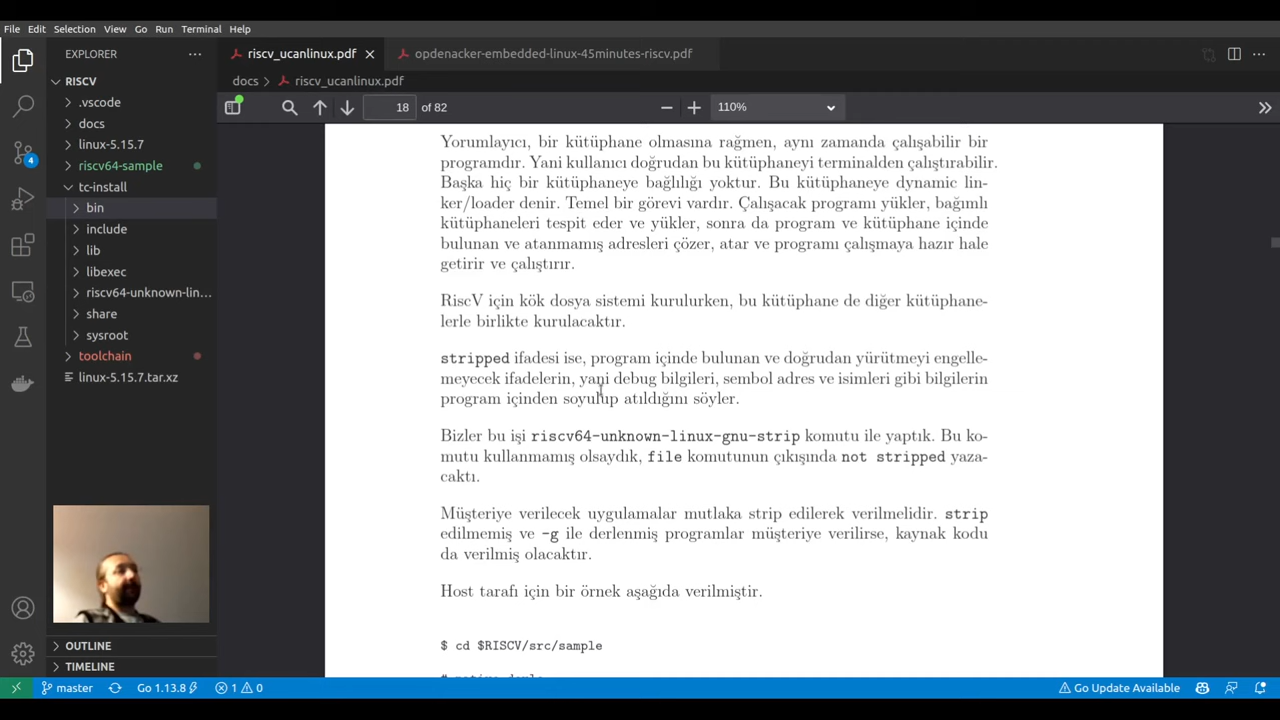 File Edit Selection View Go Run Terminal Help
EXPLORER
riscv_ucanlinux.pdf
opdenacker-embedded-linux-45minutes-riscv.pdf
RISCV
docs > riscv_ucanlinux.pdf
.vscode
docs
linux-5.15.7
riscv64-sample
tc-install
bin
include
lib
libexec
riscv64-unknown-lin...
share
sysroot
toolchain
linux-5.15.7.tar.xz
4
OUTLINE
TIMELINE
18 of 82
110%
Yorumlayıcı, bir kütüphane olmasına rağmen, aynı zamanda çalışabilir bir
programdır. Yani kullanıcı doğrudan bu kütüphaneyi terminalden çalıştırabilir.
Başka hiç bir kütüphaneye bağlılığı yoktur. Bu kütüphaneye dynamic lin-
ker/loader denir. Temel bir görevi vardır. Çalışacak programı yükler, bağımlı
kütüphaneleri tespit eder ve yükler, sonra da program ve kütüphane içinde
bulunan ve atanmamış adresleri çözer, atar ve programı çalışmaya hazır hale
getirir ve çalıştırır.
RiscV için kök dosya sistemi kurulurken, bu kütüphane de diğer kütüphane-
lerle birlikte kurulacaktır.
stripped ifadesi ise, program içinde bulunan ve doğrudan yürütmeyi engelle-
meyecek ifadelerin, yani debug bilgileri, sembol adres ve isimleri gibi bilgilerin
program içinden soyulup atıldığını söyler.
Bizler bu işi riscv64-unknown-linux-gnu-strip komutu ile yaptık. Bu ko-
mutu kullanmamış olsaydık, file komutunun çıkışında not stripped yaza-
caktı.
Müşteriye verilecek uygulamalar mutlaka strip edilerek verilmelidir. strip
edilmemiş ve -g ile derlenmiş programlar müşteriye verilirse, kaynak kodu
da verilmiş olacaktır.
Host tarafı için bir örnek aşağıda verilmiştir.
$ cd $RISCV/src/sample
master
Go 1.13.8
1 0
Go Update Available